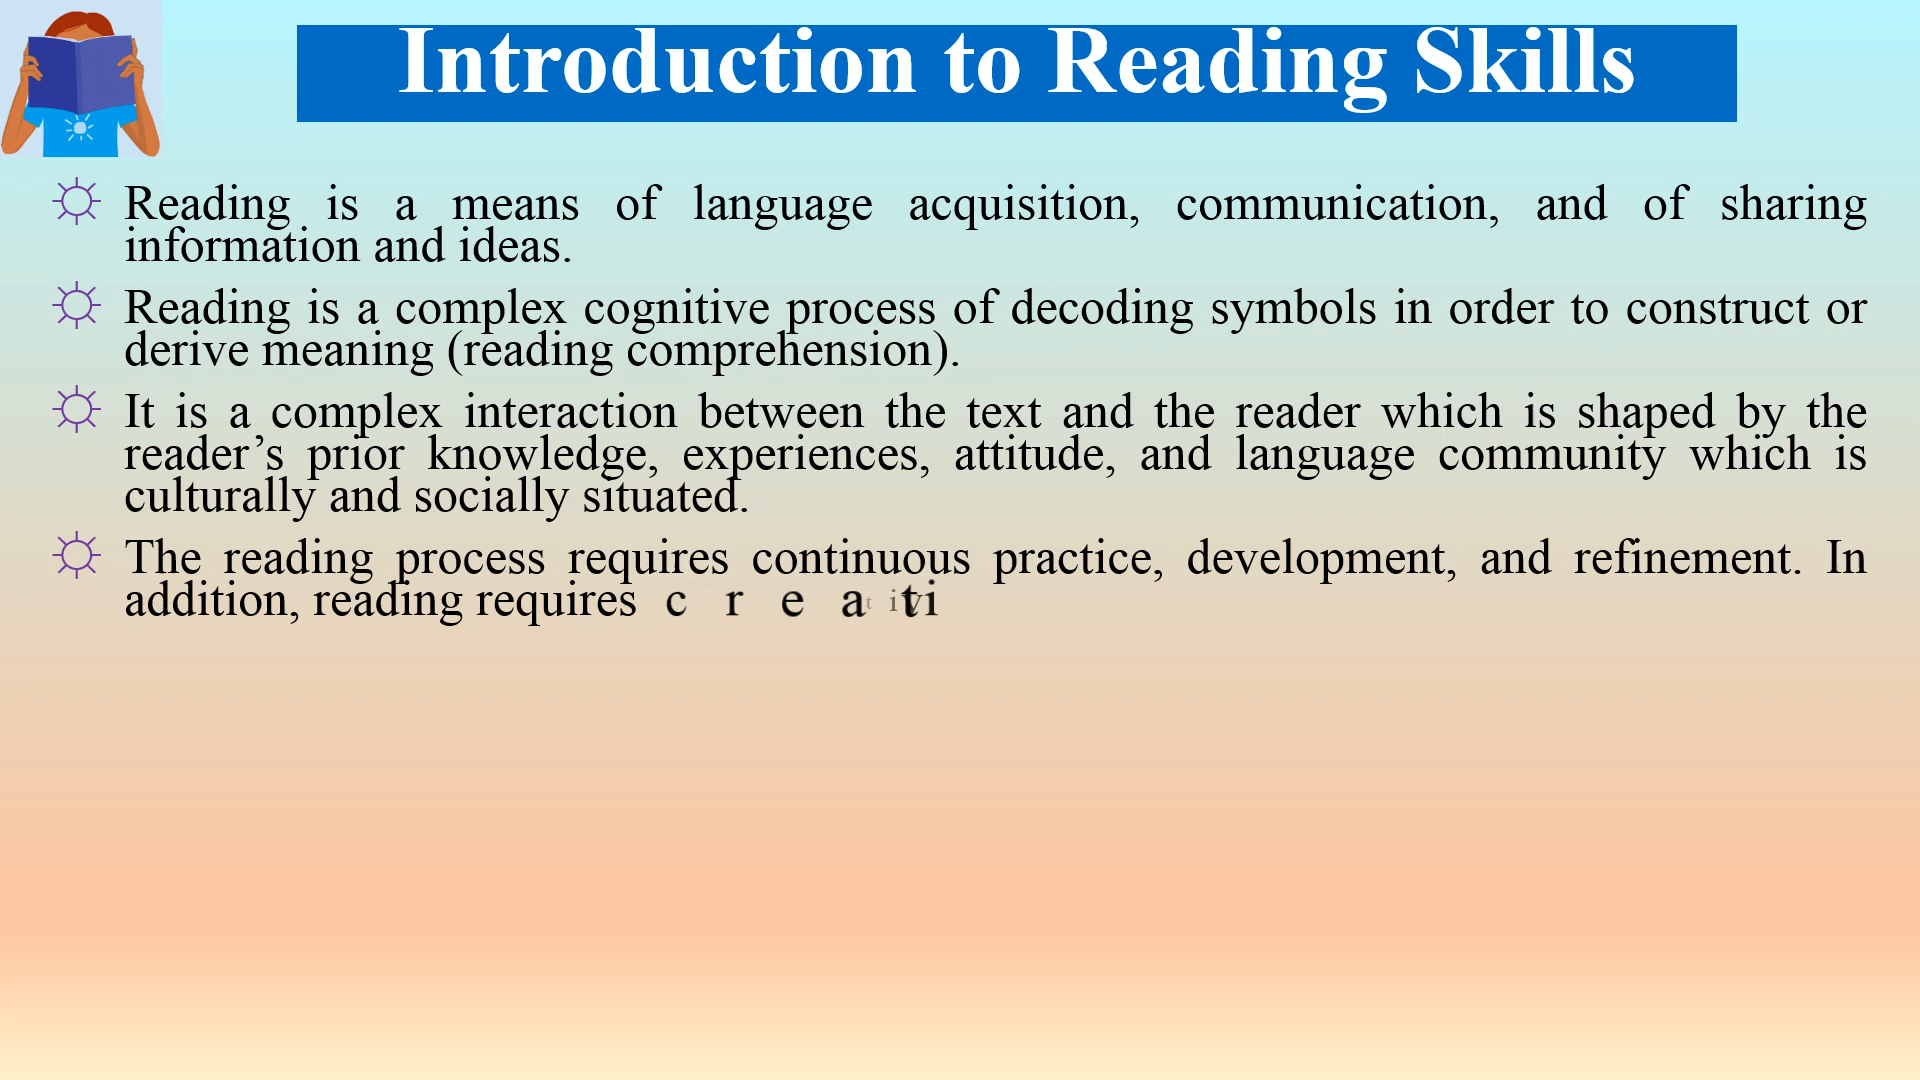 Introduction to Reading Skills
Reading is a means of language acquisition, communication, and of sharing
information and ideas.
Reading is a complex cognitive process of decoding symbols in order to construct or
derive meaning (reading comprehension).
It is a complex interaction between the text and the reader which is shaped by the
reader’s prior knowledge, experiences, attitude, and language community which is
culturally and socially situated.
The reading process requires continuous practice, development, and refinement. In
addition, reading requires